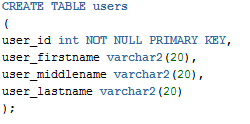 CREATE TABLE users
(
user_id int NOT NULL PRIMARY KEY,
user_firstname varchar2(20),
user_middlename varchar2(20),
user_lastname varchar2(20)
);